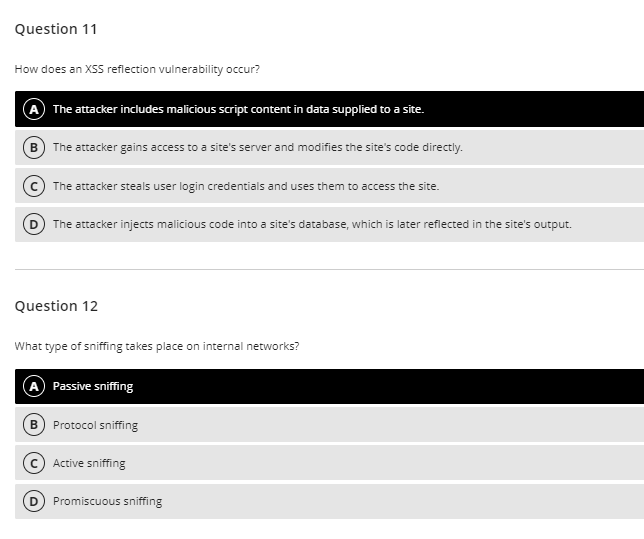 Question 11
How does an XSS reflection vulnerability occur?
A The attacker includes malicious script content in data supplied to a site.
B The attacker gains access to a site's server and modifies the site's code directly.
C The attacker steals user login credentials and uses them to access the site.
D The attacker injects malicious code into a site's database, which is later reflected in the site's output.
Question 12
What type of sniffing takes place on internal networks?
A Passive sniffing
B Protocol sniffing
C Active sniffing
D Promiscuous sniffing